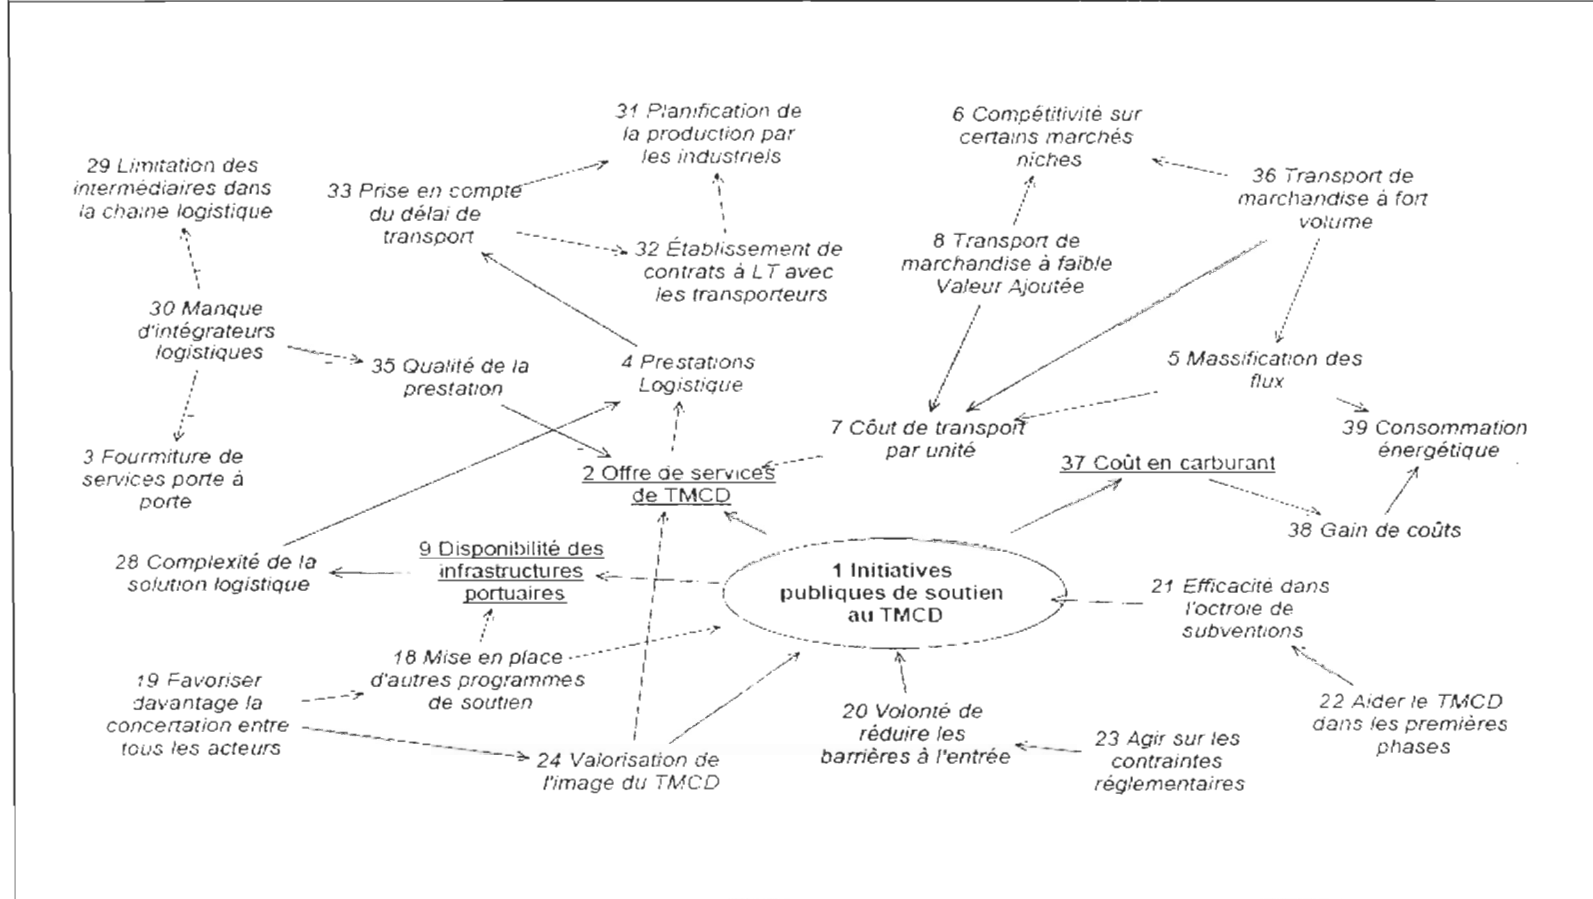 31 Planification de
la production par
les industriels
6 Compétitivité sur
certains marchés
niches
29 Limitation des
intermédiaires dans
la chaine logistique
33 Prise en compte
du délai de
transport
36 Transport de
marchandise à fort
volume
32 Établissement de
contrats à LT avec
les transporteurs
8 Transport de
marchandise à faible
Valeur Ajoutée
30 Manque
d'intégrateurs
logistiques
35 Qualité de la
prestation
4 Prestations
Logistique
5 Massification des
flux
7 Côut de transport
par unité
39 Consommation
énergétique
3 Fourmiture de
services porte à
porte
2 Offre de services
de TMCD
37 Coût en carburant
38 Gain de coûts
28 Complexité de la
solution logistique
9 Disponibilité des
infrastructures
portuaires
1 Initiatives
publiques de soutien
au TMCD
21 Efficacité dans
l'octroie de
subventions
18 Mise en place
d'autres programmes
de soutien
19 Favoriser
davantage la
concertation entre
tous les acteurs
20 Volonté de
réduire les
barrières à l'entrée
22 Aider le TMCD
dans les premières
phases
23 Agir sur les
contraintes
réglementaires
24 Valorisation de
l'image du TMCD